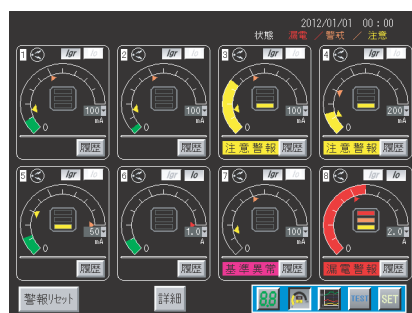 2012/01/01 00:00
状態 漏電 ／警戒 ／ 注意
1 Igr Io 2 Igr Io 3 Igr Io 4 Igr Io
100 100 100 200
mA mA mA mA
0 0 0 0
履歴 履歴 注意警報 履歴 注意警報 履歴
5 Igr Io 6 Igr Io 7 Igr Io 8 Igr Io
50 1.0 100 2.0
mA A mA A
0 0 0 0
履歴 履歴 基準異常 履歴 漏電警報 履歴
警報リセット 詳細 88 TEST SET